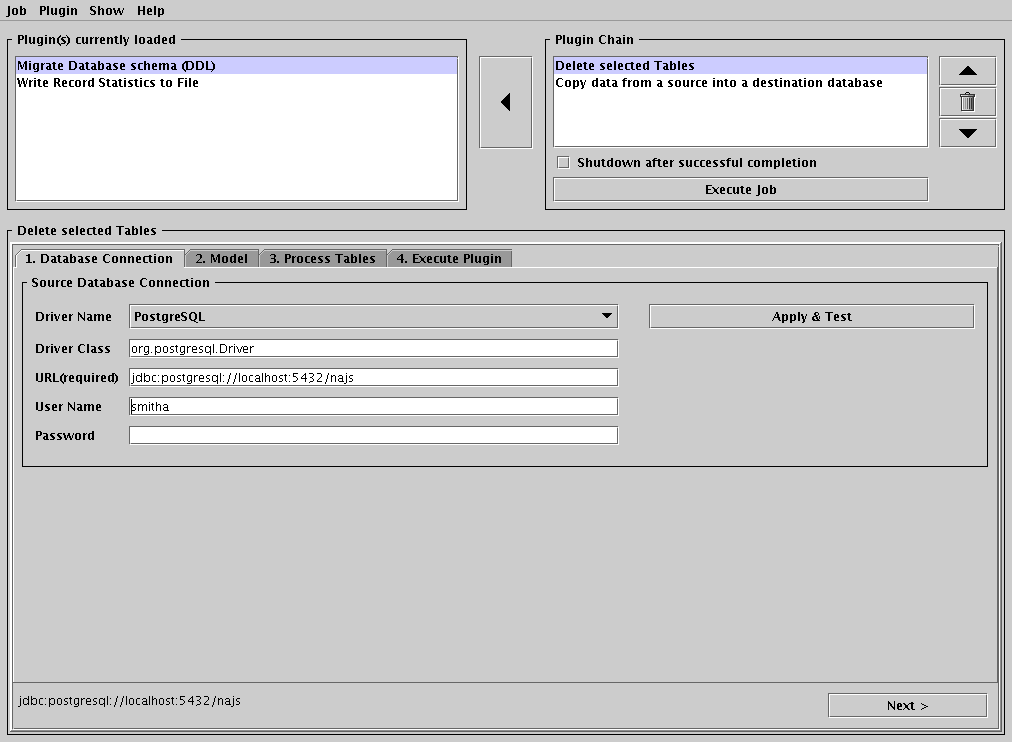 Job Plugin Show Help
Plugin(s) currently loaded
Migrate Database schema (DDL)
Write Record Statistics to File
Plugin Chain
Delete selected Tables
Copy data from a source into a destination database
Shutdown after successful completion
Execute Job
Delete selected Tables
1. Database Connection 2. Model 3. Process Tables 4. Execute Plugin
Source Database Connection
Driver Name PostgreSQL Apply & Test
Driver Class org.postgresql.Driver
URL(required) jdbc:postgresql://localhost:5432/najs
User Name smitha
Password
jdbc:postgresql://localhost:5432/najs
Next >